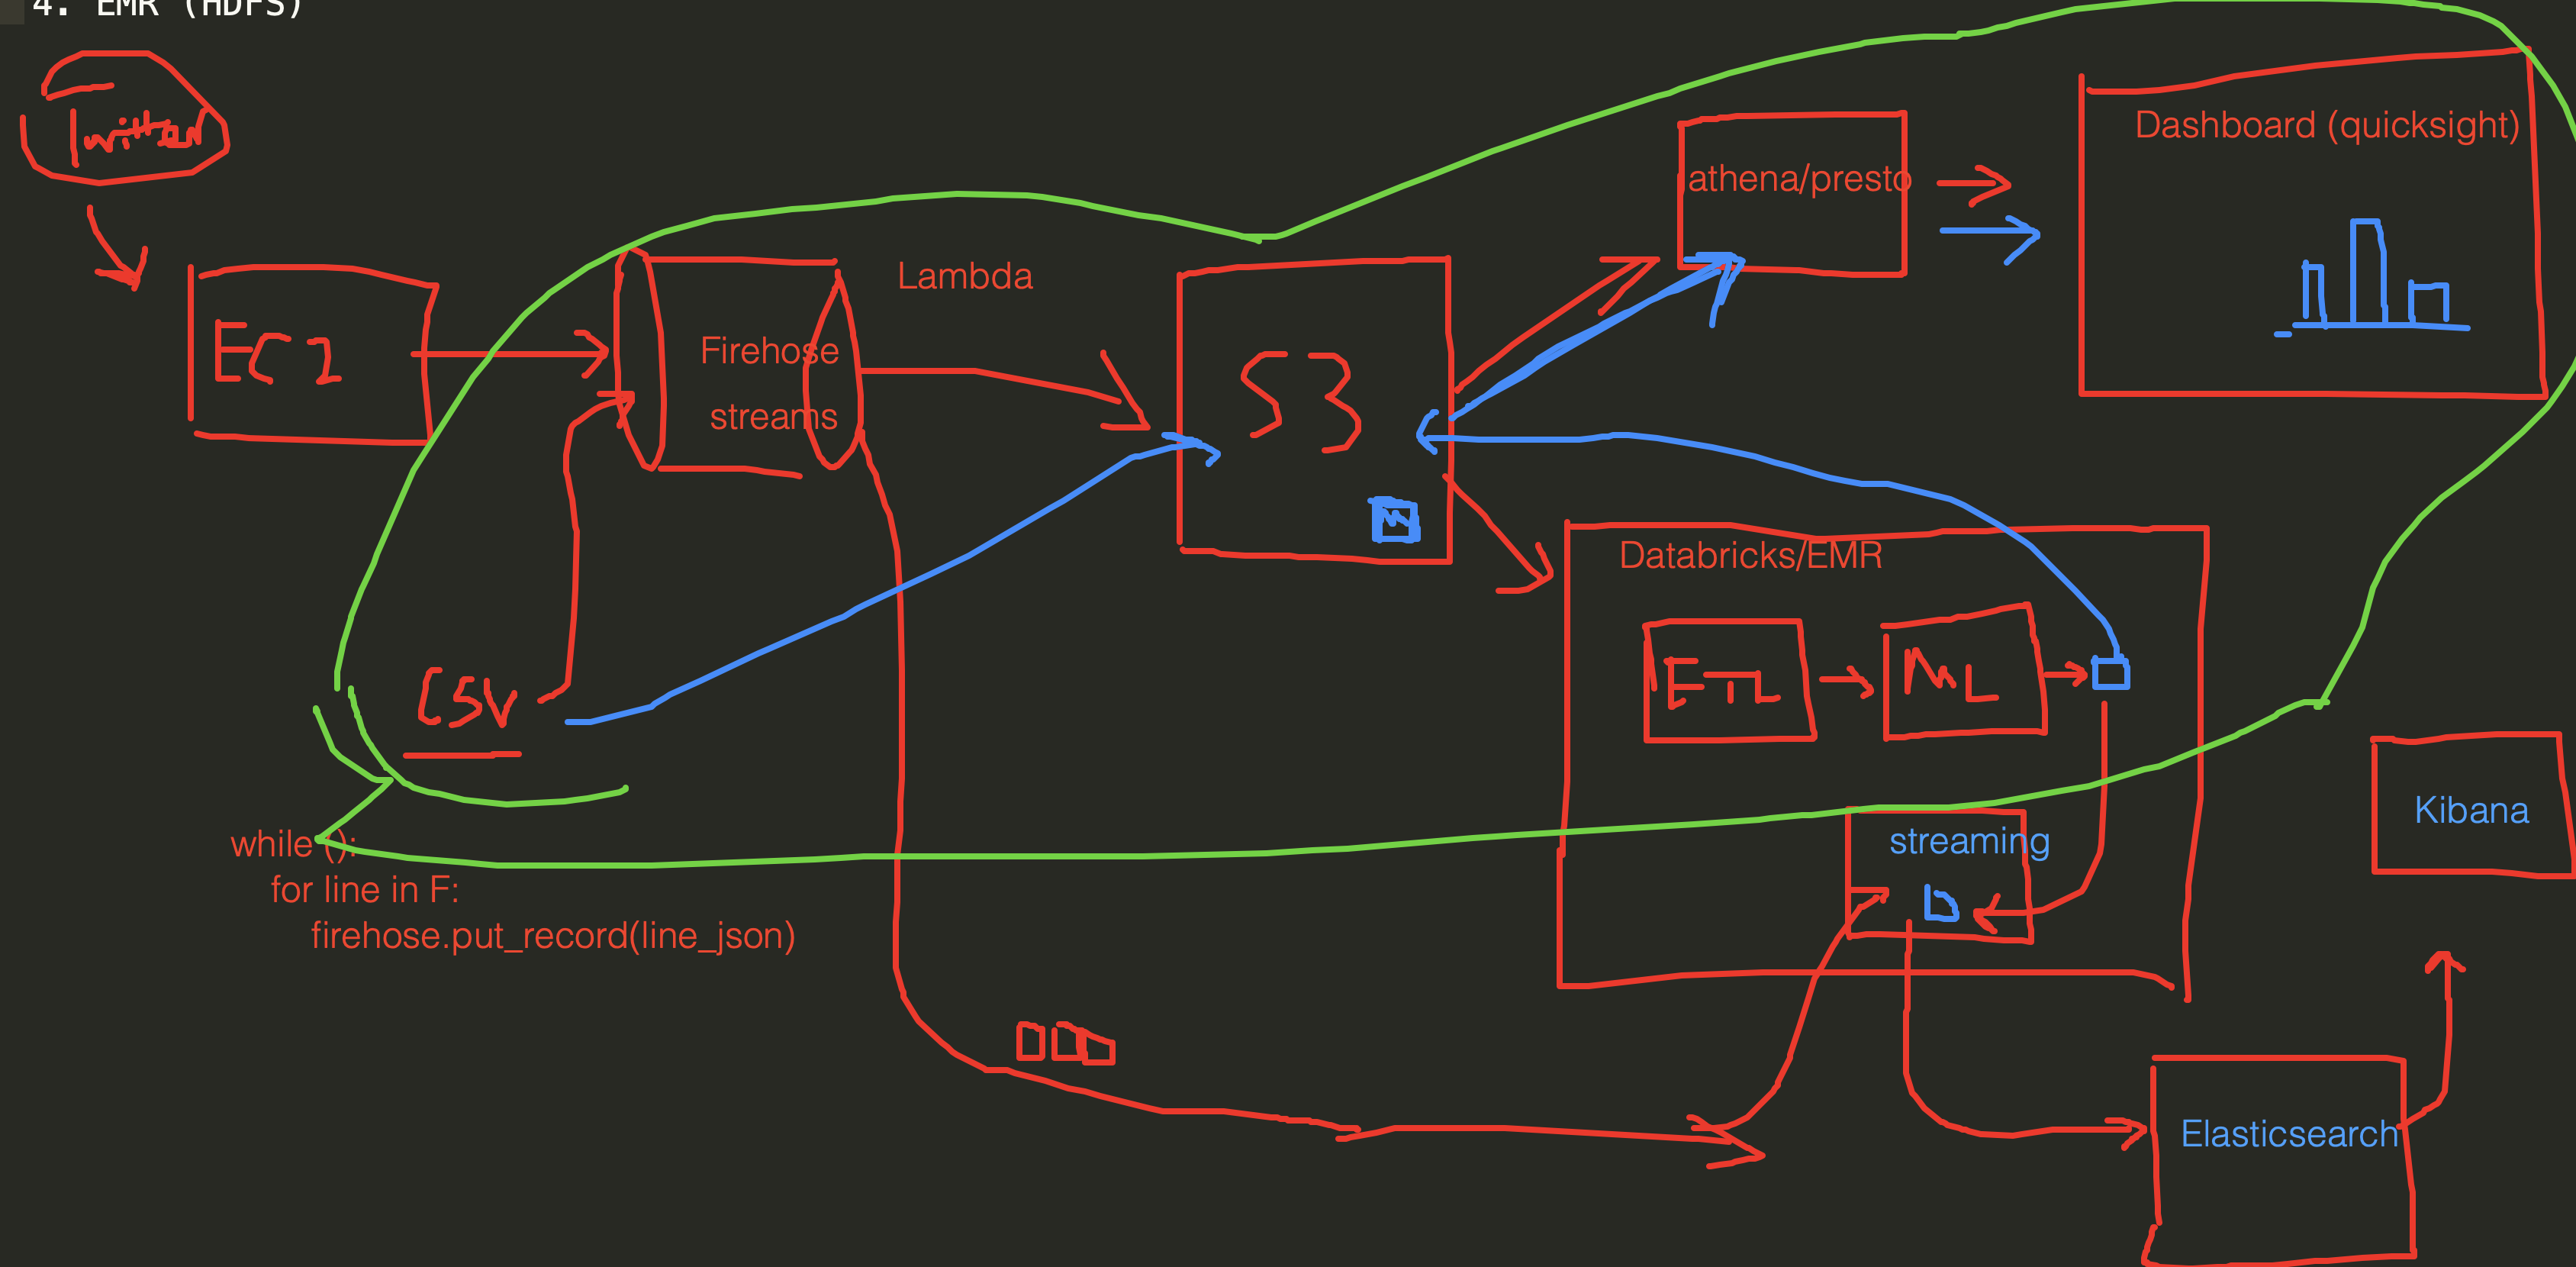 4. EMR (HDFS)
Twitter
EC2
Firehose
streams
Lambda
S3
athena/presto
Dashboard (quicksight)
Databricks/EMR
ETL
ML
CSV
while ():
for line in F:
firehose.put_record(line_json)
streaming
Kibana
Elasticsearch